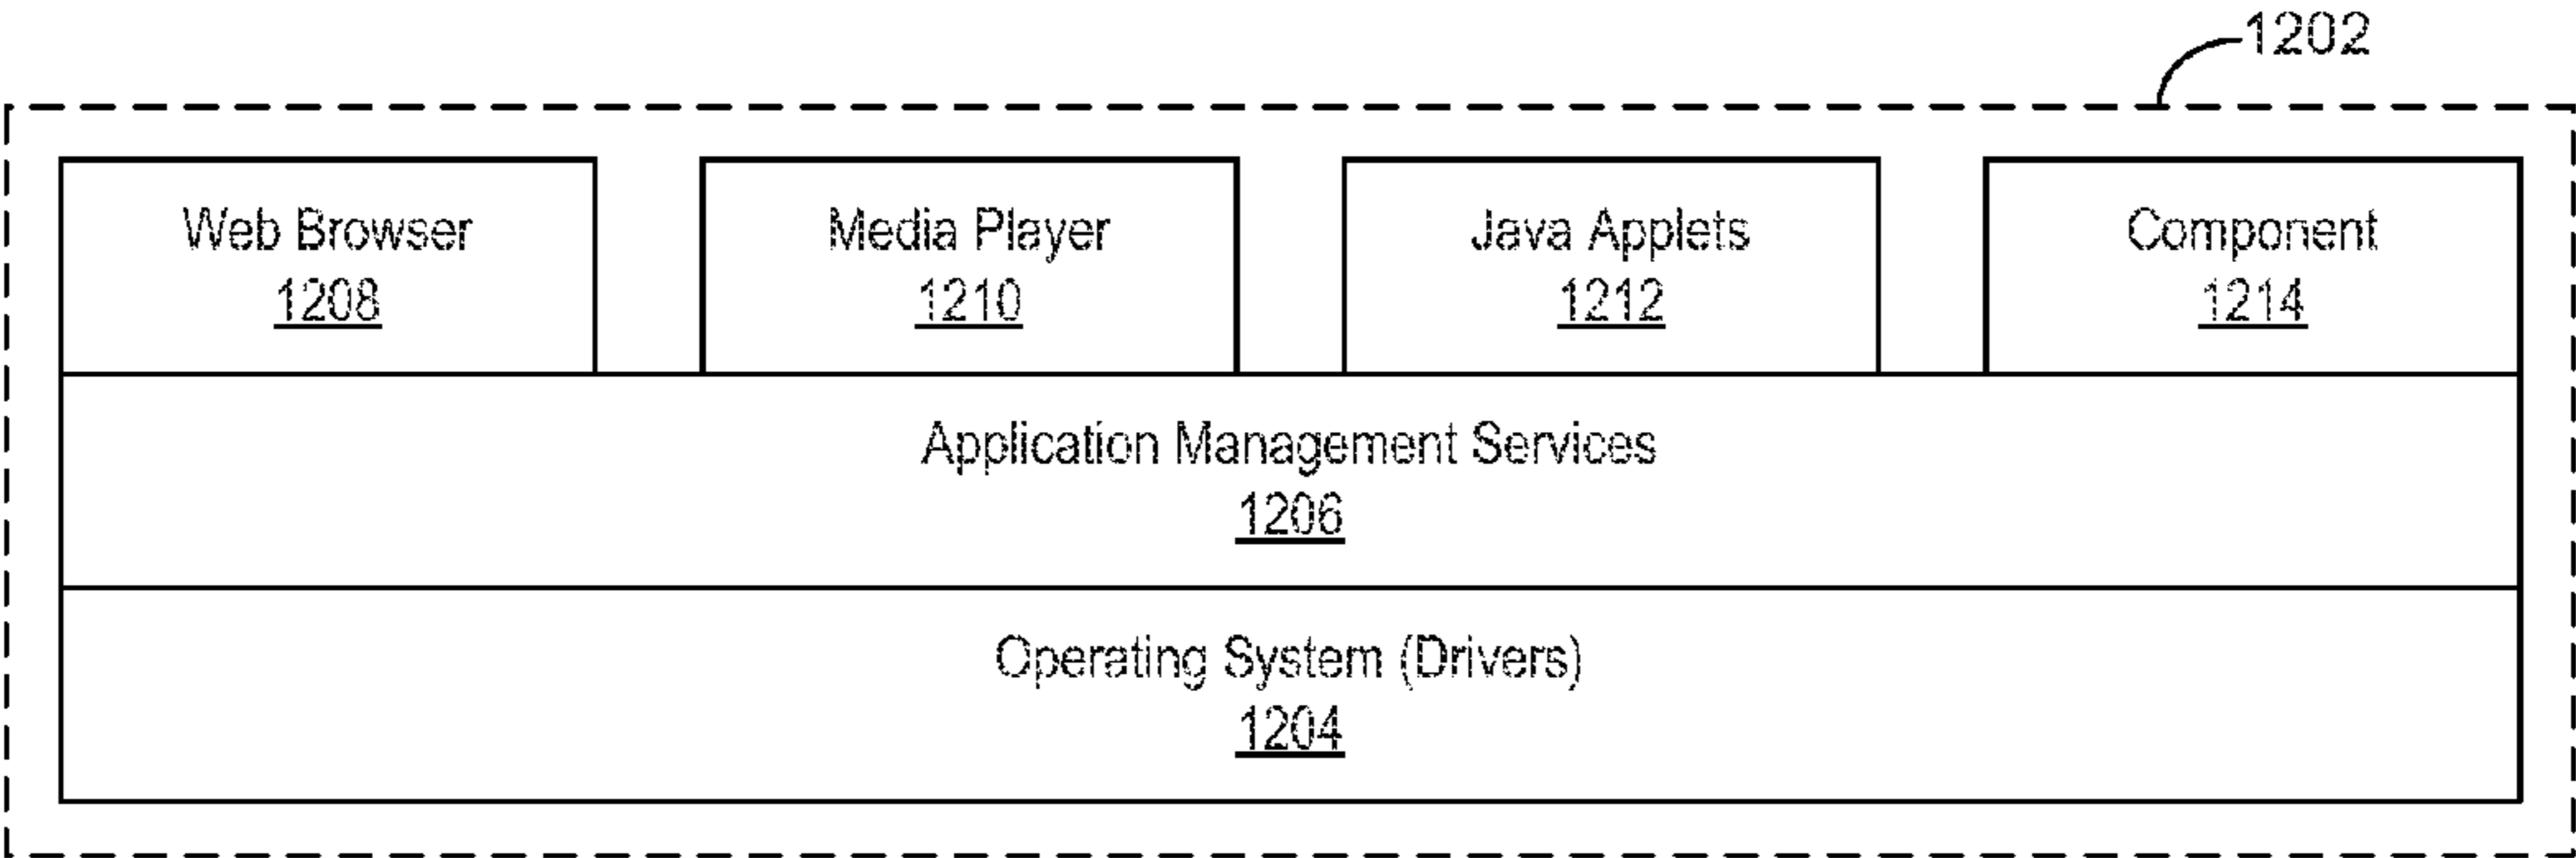 1202
Web Browser
1208
Media Player
1210
Java Applets
1212
Component
1214
Application Management Services
1206
Operating System (Drivers)
1204